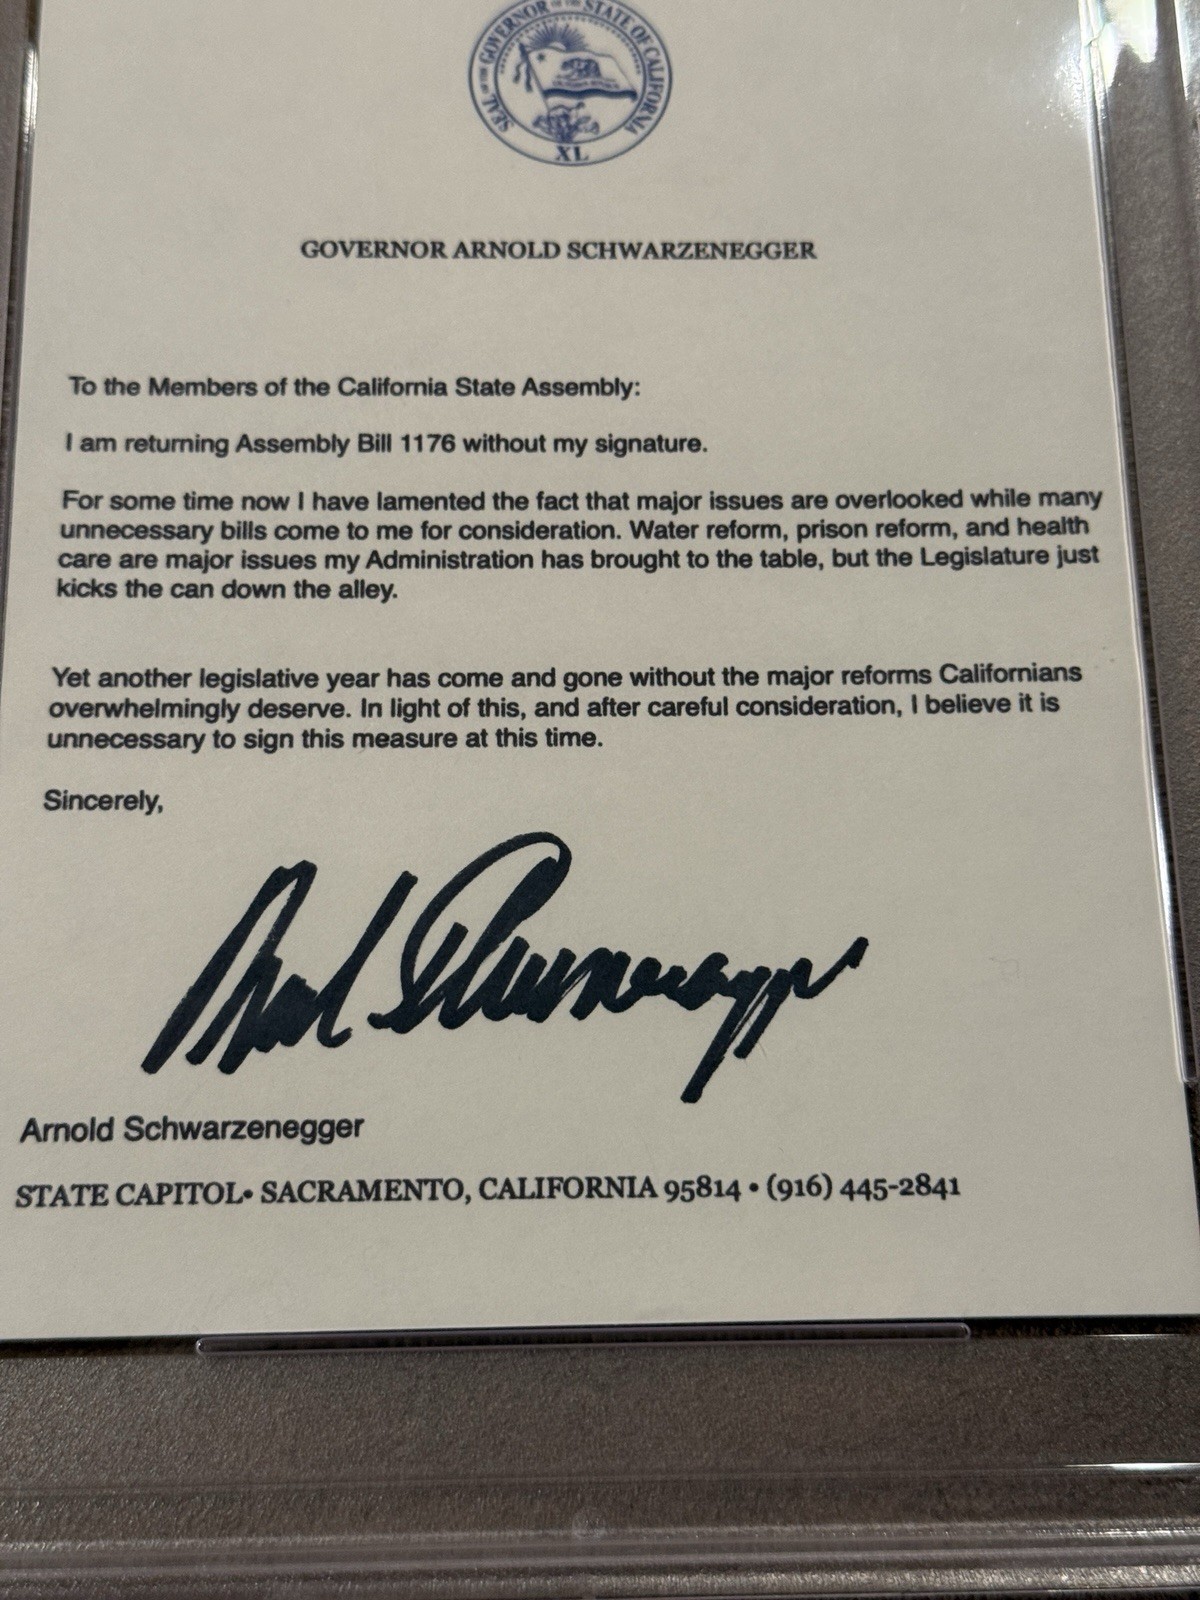 SEAL OF THE GOVERNOR OF THE STATE OF CALIFORNIA
XL
GOVERNOR ARNOLD SCHWARZENEGGER
To the Members of the California State Assembly:
I am returning Assembly Bill 1176 without my signature.
For some time now I have lamented the fact that major issues are overlooked while many
unnecessary bills come to me for consideration. Water reform, prison reform, and health
care are major issues my Administration has brought to the table, but the Legislature just
kicks the can down the alley.
Yet another legislative year has come and gone without the major reforms Californians
overwhelmingly deserve. In light of this, and after careful consideration, I believe it is
unnecessary to sign this measure at this time.
Sincerely,
Arnold Schwarzenegger
STATE CAPITOL• SACRAMENTO, CALIFORNIA 95814 • (916) 445-2841